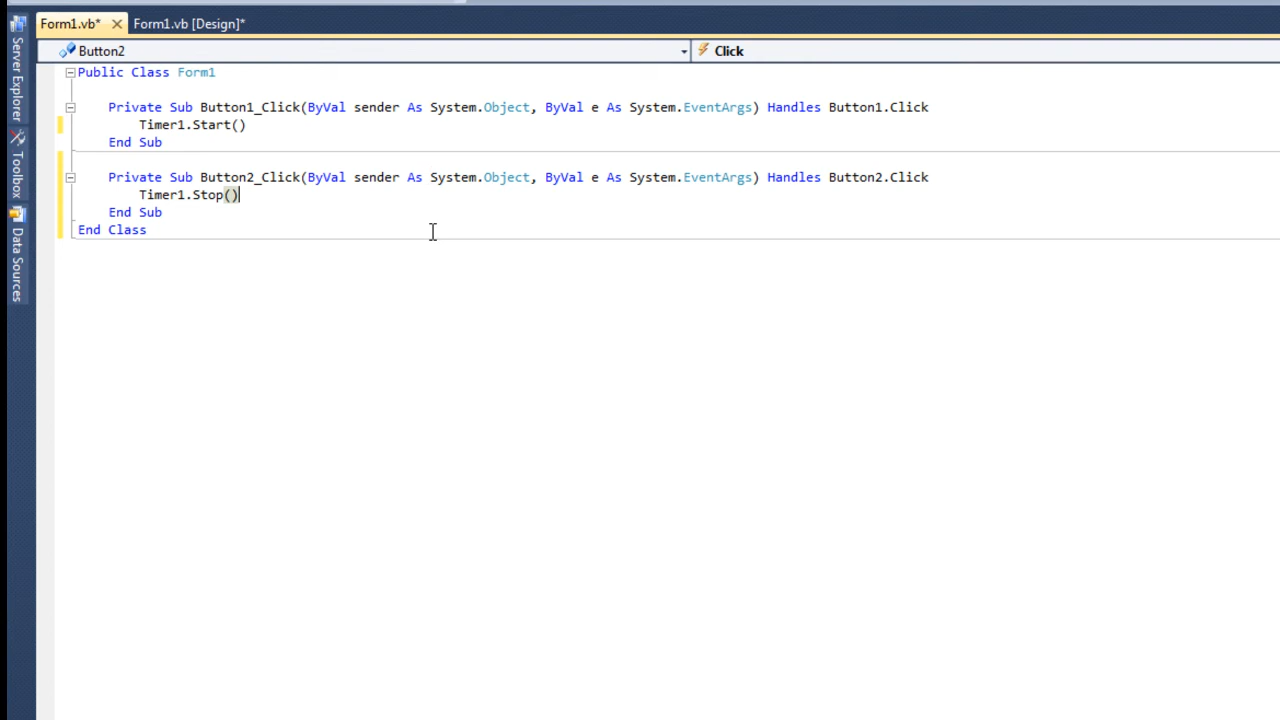 Form1.vb* Form1.vb [Design]*
Server Explorer
Toolbox
Data Sources
Button2 Click
Public Class Form1
Private Sub Button1_Click(ByVal sender As System.Object, ByVal e As System.EventArgs) Handles Button1.Click
Timer1.Start()
End Sub
Private Sub Button2_Click(ByVal sender As System.Object, ByVal e As System.EventArgs) Handles Button2.Click
Timer1.Stop()
End Sub
End Class